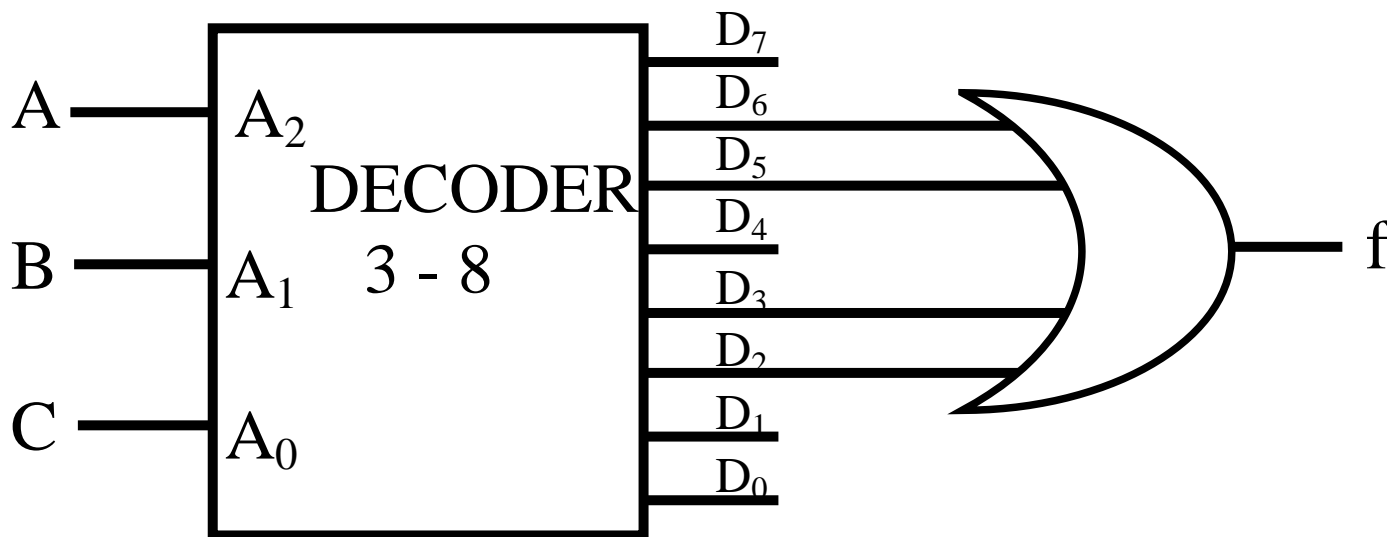 A
B
C
A₂
A₁
A₀
DECODER
3 - 8
D₇
D₆
D₅
D₄
D₃
D₂
D₁
D₀
f